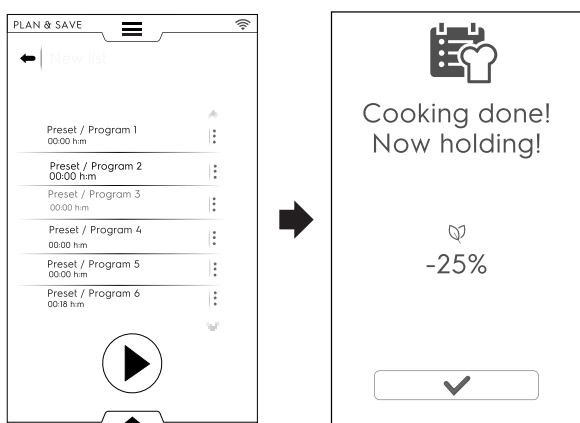 PLAN & SAVE
New list
Preset / Program 1
00:00 h:m
Preset / Program 2
00:00 h:m
Preset / Program 3
00:00 h:m
Preset / Program 4
00:00 h:m
Preset / Program 5
00:00 h:m
Preset / Program 6
00:18 h:m
Cooking done!
Now holding!
-25%